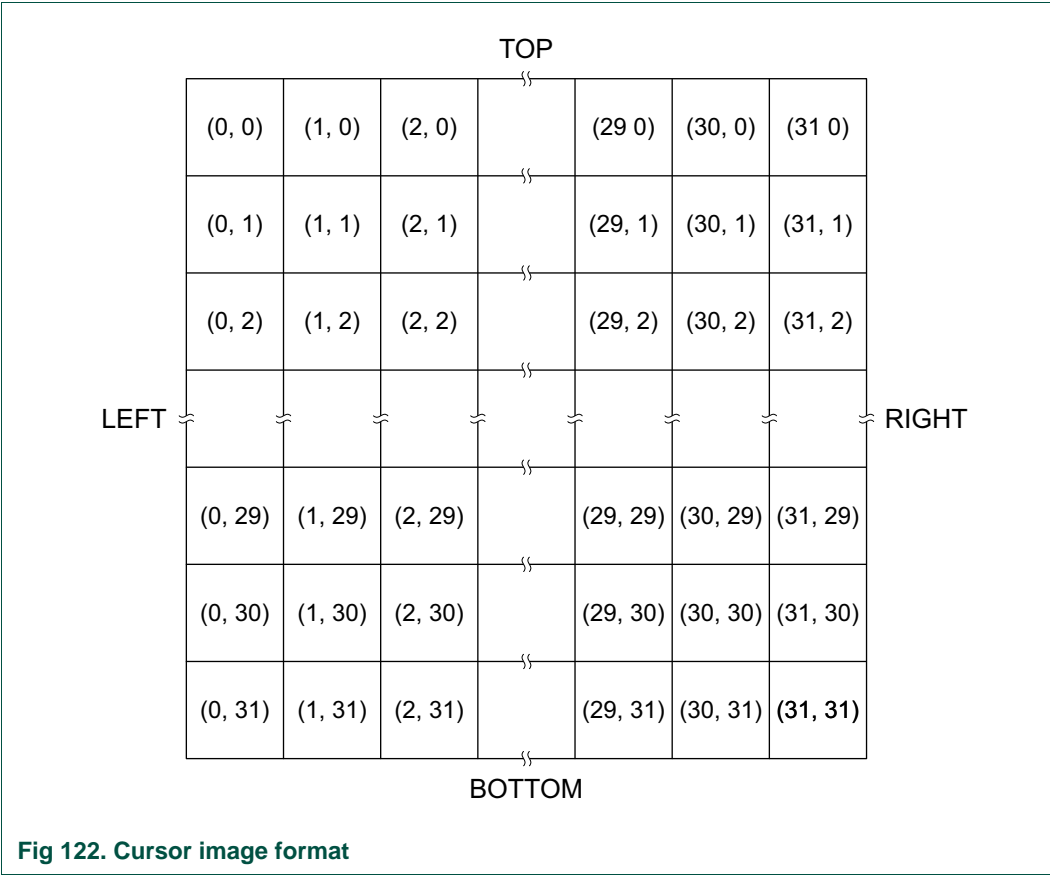 TOP
(0, 0) (1, 0) (2, 0) (29 0) (30, 0) (31 0)
(0, 1) (1, 1) (2, 1) (29, 1) (30, 1) (31, 1)
(0, 2) (1, 2) (2, 2) (29, 2) (30, 2) (31, 2)
LEFT RIGHT
(0, 29) (1, 29) (2, 29) (29, 29) (30, 29) (31, 29)
(0, 30) (1, 30) (2, 30) (29, 30) (30, 30) (31, 30)
(0, 31) (1, 31) (2, 31) (29, 31) (30, 31) (31, 31)
BOTTOM
Fig 122. Cursor image format